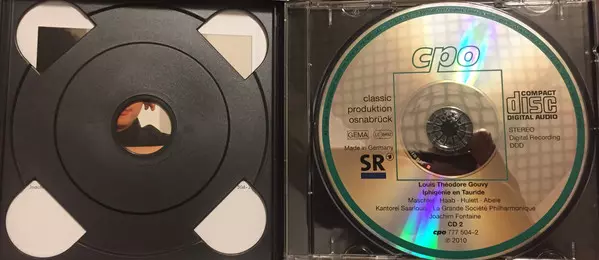 cpo
classic
produktion
osnabrück
GEMA
LC 8492
Made in Germany
SR
COMPACT
disc
DIGITAL AUDIO
STEREO
Digital Recording
DDD
Louis Théodore Gouvy
Iphigénie en Tauride
Maschke · Haab · Hulett · Abele
Kantorei Saarlouis · La Grande Société Philharmonique
Joachim Fontaine
CD 2
cpo 777 504–2
℗ 2010